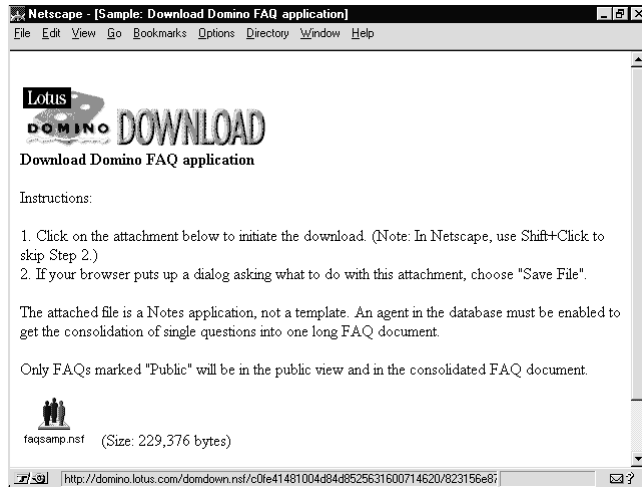 Netscape - [Sample: Download Domino FAQ application]
File Edit View Go Bookmarks Options Directory Window Help
Lotus
DOMINO DOWNLOAD
Download Domino FAQ application
Instructions:
1. Click on the attachment below to initiate the download. (Note: In Netscape, use Shift+Click to
skip Step 2.)
2. If your browser puts up a dialog asking what to do with this attachment, choose "Save File".
The attached file is a Notes application, not a template. An agent in the database must be enabled to
get the consolidation of single questions into one long FAQ document.
Only FAQs marked "Public" will be in the public view and in the consolidated FAQ document.
faqsamp.nsf (Size: 229,376 bytes)
http://domino.lotus.com/domdown.nsf/c0fe41481004d84d8525631600714620/823156e87